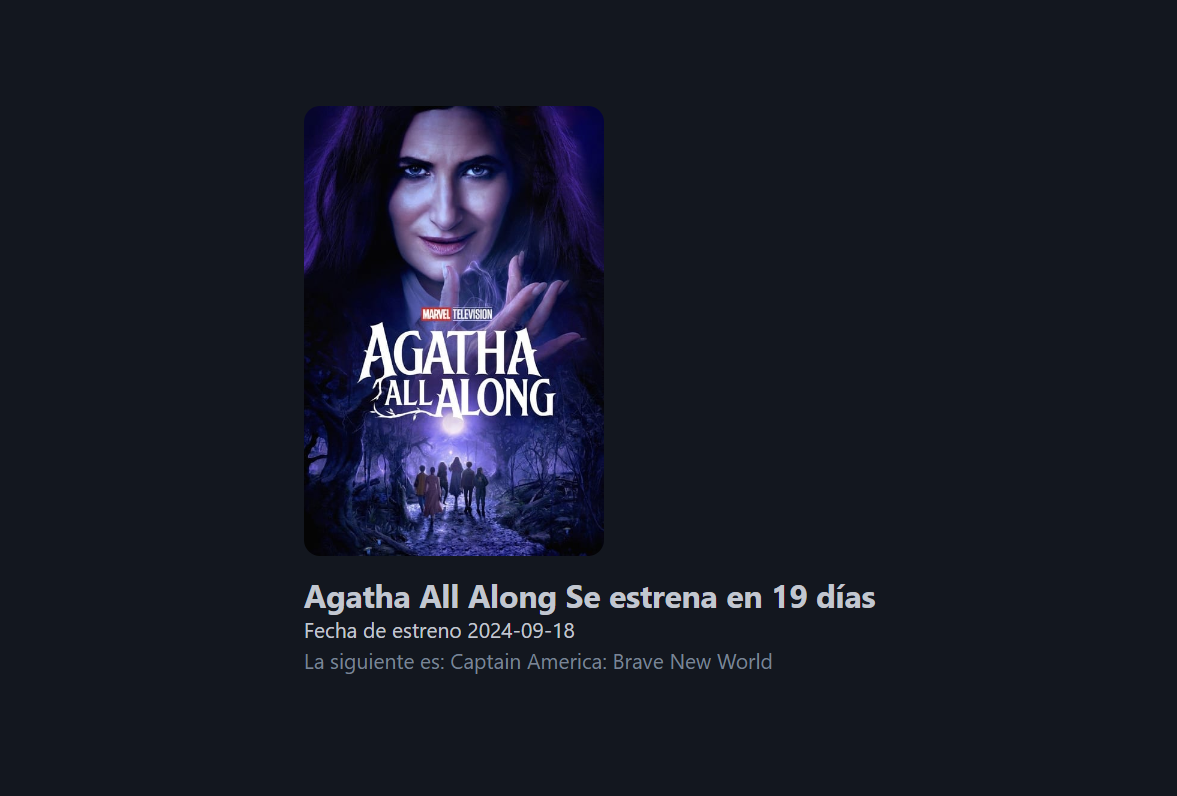 MARVEL TELEVISION
AGATHA
ALL ALONG
Agatha All Along Se estrena en 19 días
Fecha de estreno 2024-09-18
La siguiente es: Captain America: Brave New World